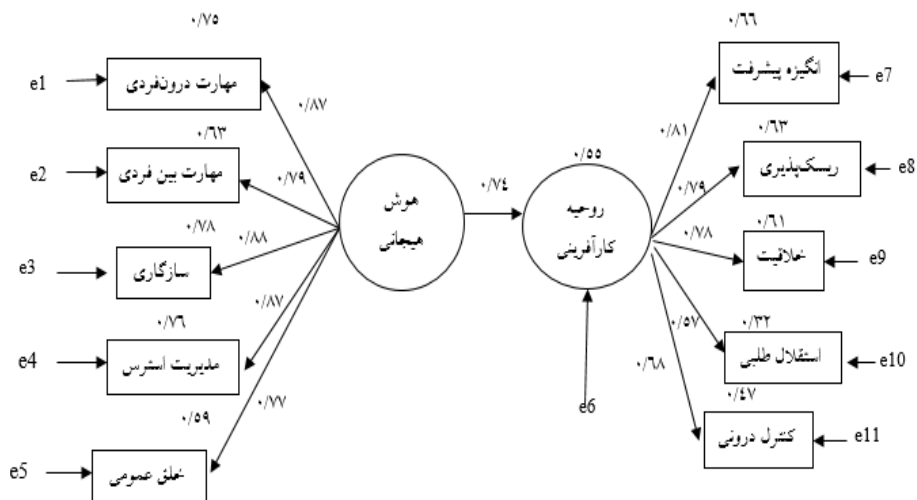 ۰/۷۵
e1
مهارت درون‌فردی
۰/۸۷
۰/۶۳
e2
مهارت بین فردی
۰/۷۹
۰/۷۸
e3
سازگاری
۰/۸۸
۰/۷۶
e4
مدیریت استرس
۰/۸۷
۰/۵۹
e5
خلق عمومی
۰/۷۷
هوش
هیجانی
۰/۷٤
۰/۵۵
روحیه
کارآفرینی
e6
۰/۶۶
انگیزه پیشرفت
e7
۰/۸۱
۰/۶۳
ریسک‌پذیری
e8
۰/۷۹
۰/۶۱
خلاقیت
e9
۰/۷۸
۰/۳۲
استقلال طلبی
e10
۰/۵۷
۰/٤۷
کنترل درونی
e11
۰/۶۸